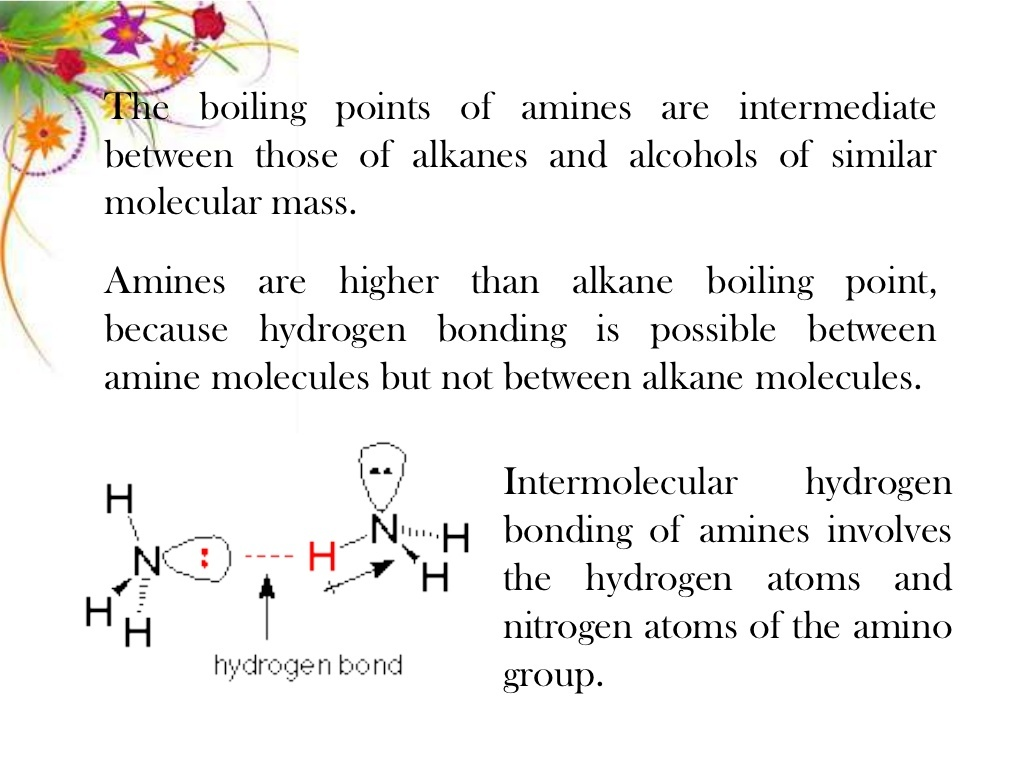 The boiling points of amines are intermediate
between those of alkanes and alcohols of similar
molecular mass.
Amines are higher than alkane boiling point,
because hydrogen bonding is possible between
amine molecules but not between alkane molecules.
H
N
H
H
:
H
N
H
H
hydrogen bond
Intermolecular hydrogen
bonding of amines involves
the hydrogen atoms and
nitrogen atoms of the amino
group.